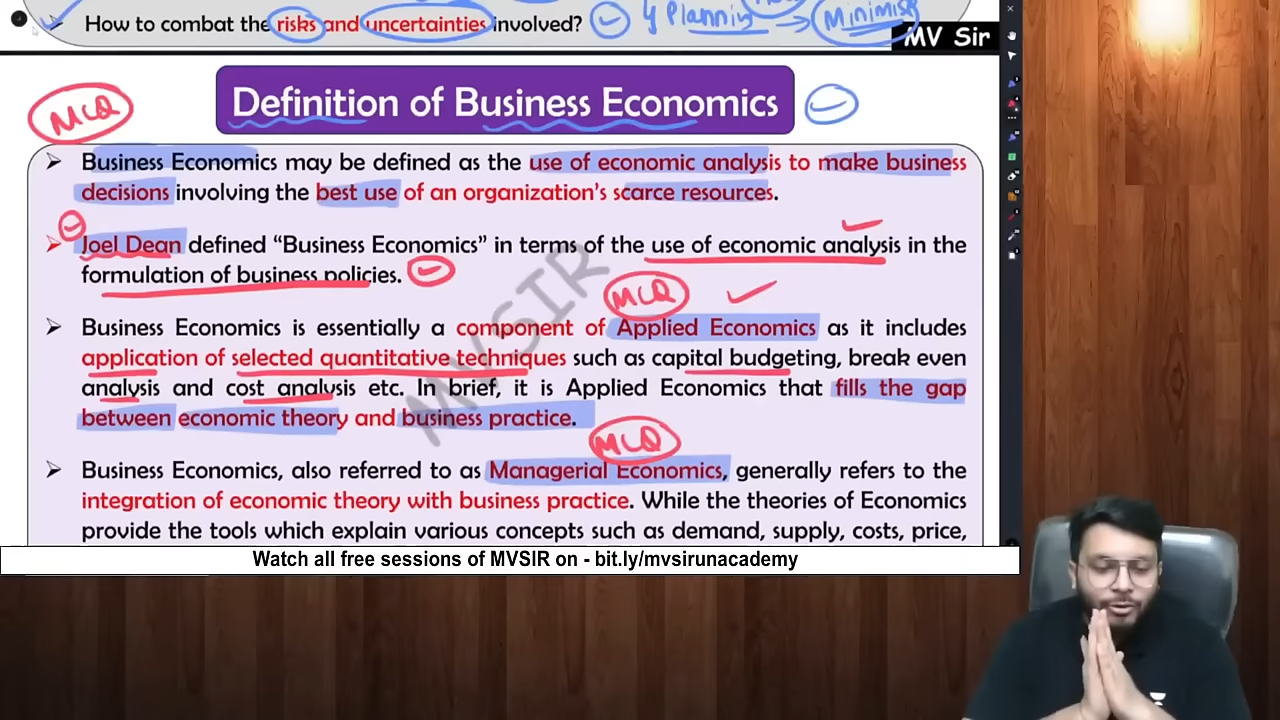 How to combat the risks and uncertainties involved? 4 Planning → Minimise
MV Sir
MCQ
Definition of Business Economics
➢ Business Economics may be defined as the use of economic analysis to make business
decisions involving the best use of an organization's scarce resources.
➢ Joel Dean defined “Business Economics” in terms of the use of economic analysis in the
formulation of business policies.
MCQ
➢ Business Economics is essentially a component of Applied Economics as it includes
application of selected quantitative techniques such as capital budgeting, break even
analysis and cost analysis etc. In brief, it is Applied Economics that fills the gap
between economic theory and business practice.
MCQ
➢ Business Economics, also referred to as Managerial Economics, generally refers to the
integration of economic theory with business practice. While the theories of Economics
provide the tools which explain various concepts such as demand, supply, costs, price,
MVSIR
Watch all free sessions of MVSIR on - bit.ly/mvsirunacademy